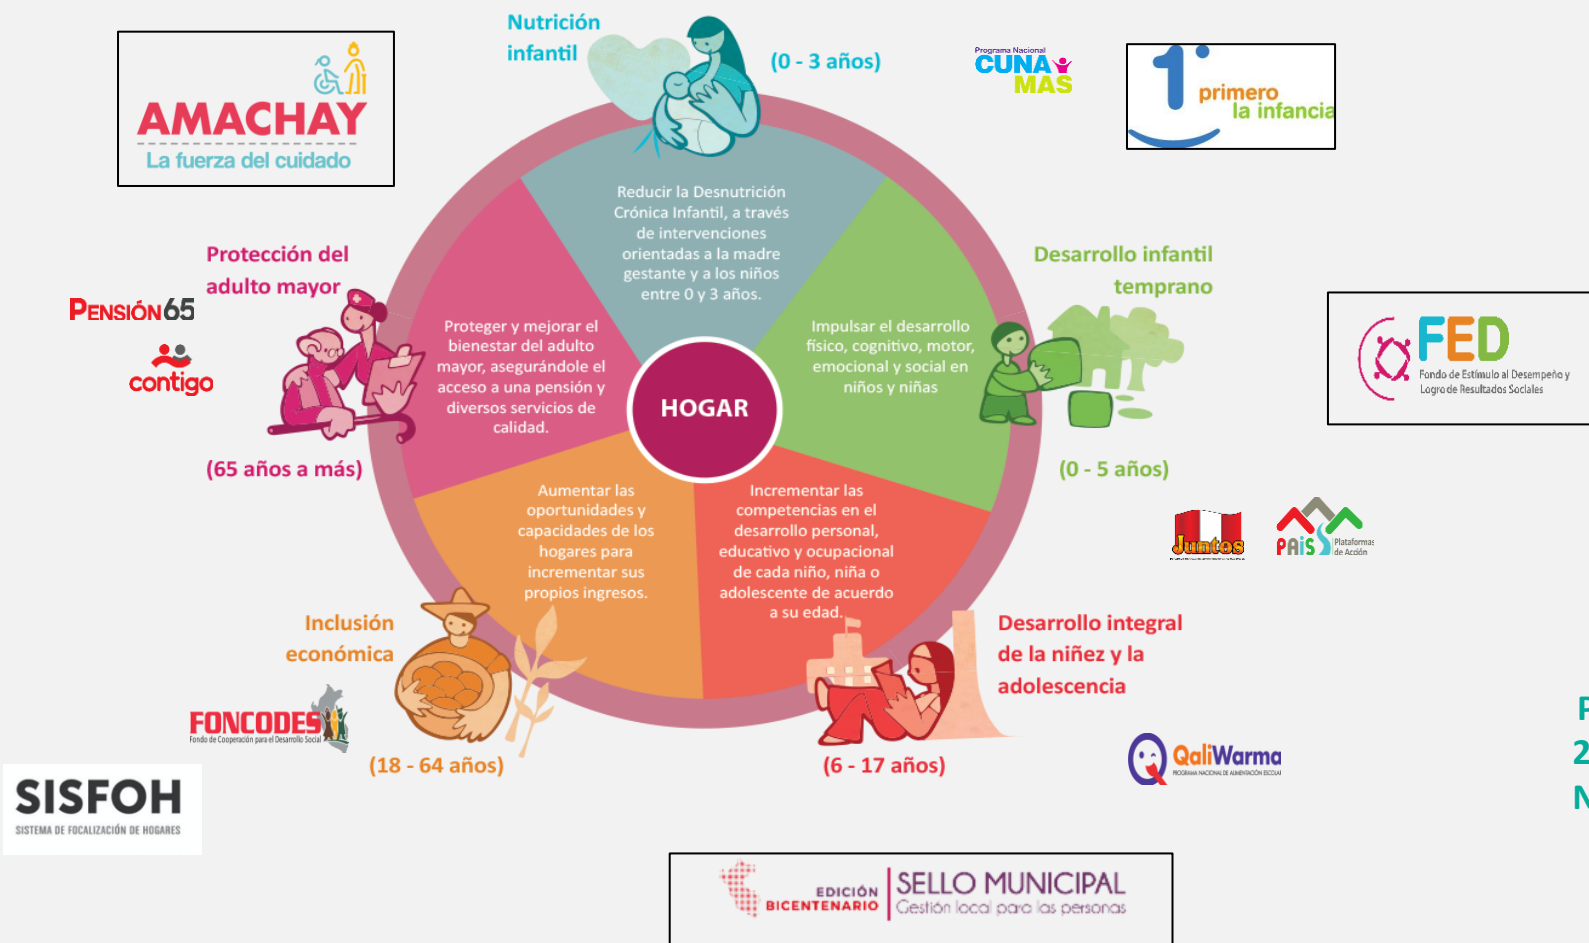 Nutrición
infantil
(0 - 3 años)
Programa Nacional
CUNA
MAS
1°
primero
la infancia
AMACHAY
La fuerza del cuidado
Reducir la Desnutrición
Crónica Infantil, a través
de intervenciones
orientadas a la madre
gestante y a los niños
entre 0 y 3 años.
Protección del
adulto mayor
PENSIÓN65
contigo
Proteger y mejorar el
bienestar del adulto
mayor, asegurándole el
acceso a una pensión y
diversos servicios de
calidad.
(65 años a más)
Desarrollo infantil
temprano
Impulsar el desarrollo
físico, cognitivo, motor,
emocional y social en
niños y niñas
(0 - 5 años)
FED
Fondo de Estímulo al Desempeño y
Logro de Resultados Sociales
HOGAR
Aumentar las
oportunidades y
capacidades de los
hogares para
incrementar sus
propios ingresos.
Incrementar las
competencias en el
desarrollo personal,
educativo y ocupacional
de cada niño, niña o
adolescente de acuerdo
a su edad.
Juntos
PAIS
Plataformas
de Acción
Inclusión
económica
FONCODES
Fondo de Cooperación para el Desarrollo Social
(18 - 64 años)
Desarrollo integral
de la niñez y la
adolescencia
(6 - 17 años)
QaliWarma
PROGRAMA NACIONAL DE ALIMENTACIÓN ESCOLAR
P
2
N
SISFOH
SISTEMA DE FOCALIZACIÓN DE HOGARES
EDICIÓN
BICENTENARIO
SELLO MUNICIPAL
Gestión local para las personas